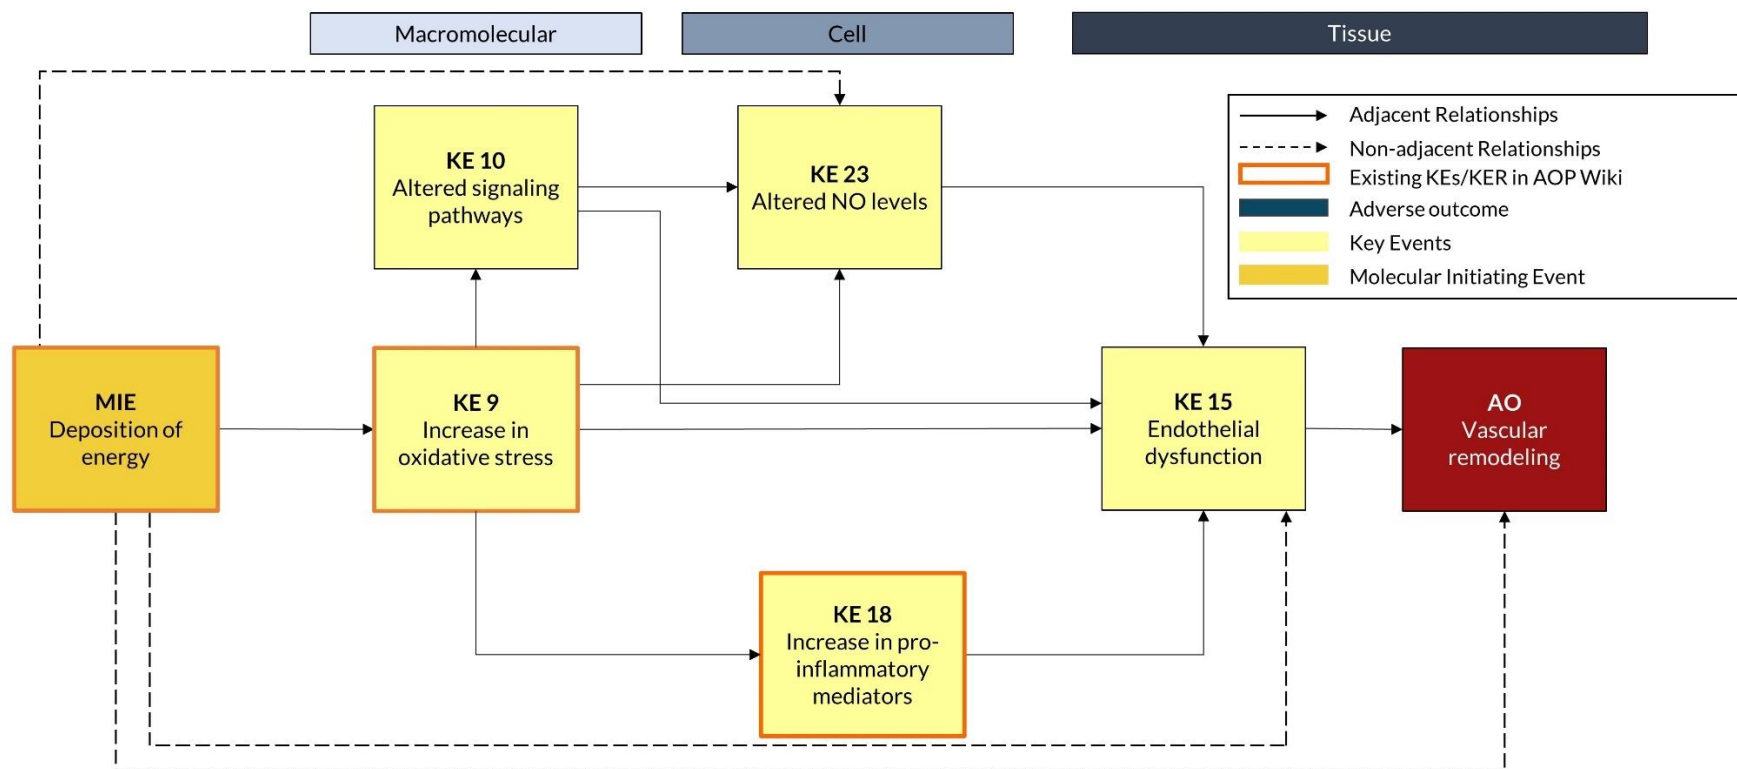 Macromolecular
Cell
Tissue
Adjacent Relationships
Non-adjacent Relationships
Existing KEs/KER in AOP Wiki
Adverse outcome
Key Events
Molecular Initiating Event
KE 10
Altered signaling
pathways
KE 23
Altered NO levels
MIE
Deposition of
energy
KE 9
Increase in
oxidative stress
KE 15
Endothelial
dysfunction
AO
Vascular
remodeling
KE 18
Increase in pro-
inflammatory
mediators